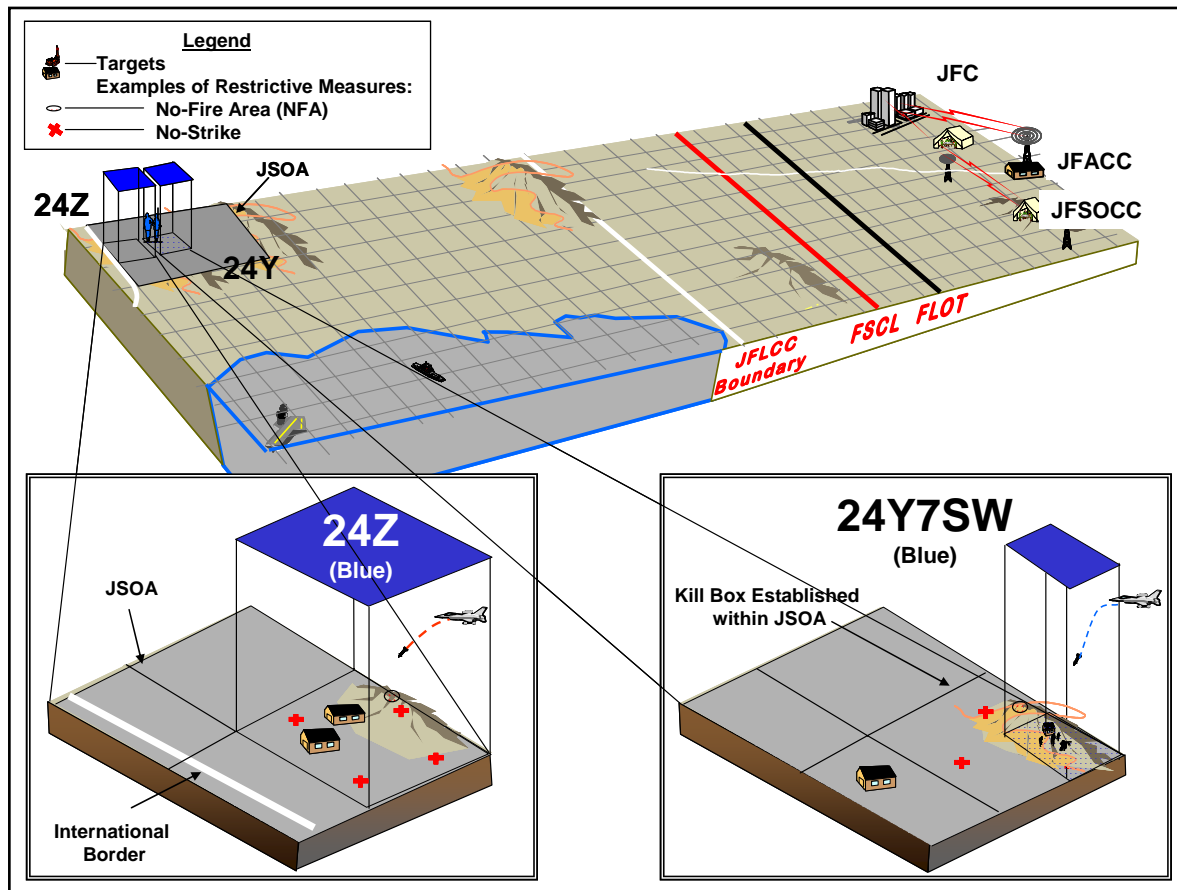 Legend
Targets
Examples of Restrictive Measures:
No-Fire Area (NFA)
No-Strike
JFC
JSOA
JFACC
24Z
JFSOCC
24Y
FSCL FLOT
JFLCC
Boundary
24Z
(Blue)
JSOA
International
Border
24Y7SW
(Blue)
Kill Box Established
within JSOA